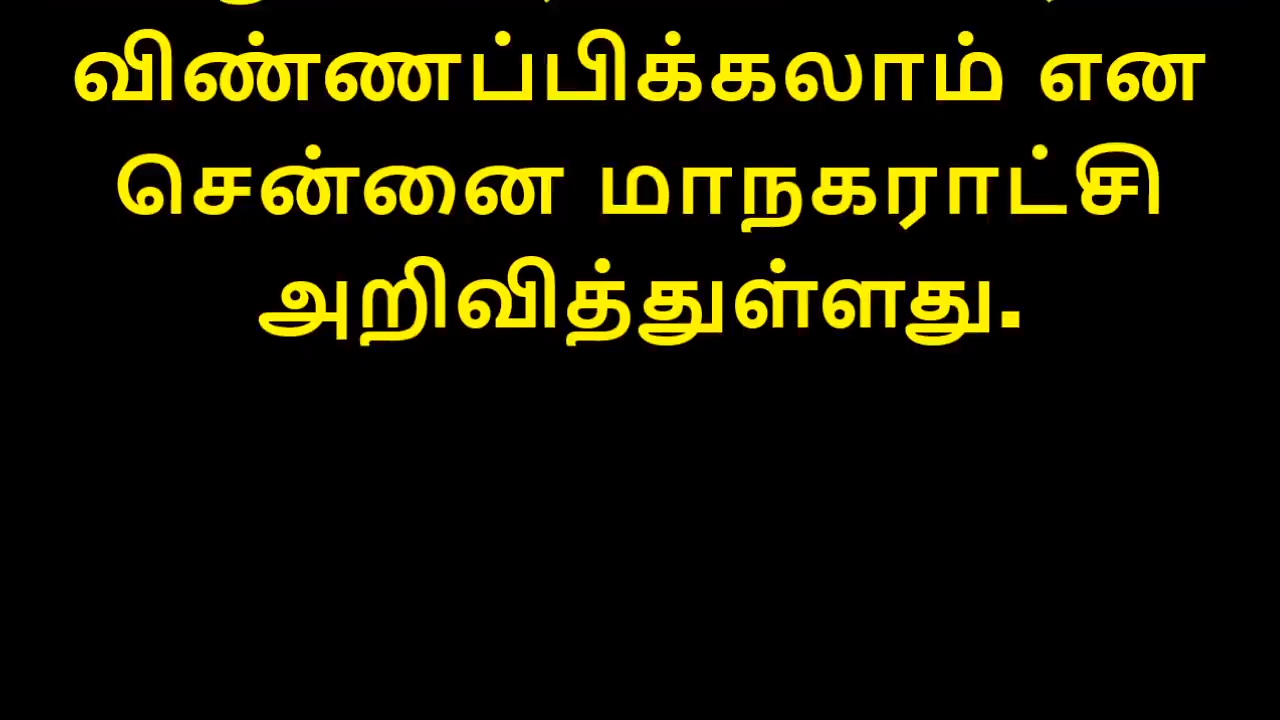 விண்ணப்பிக்கலாம் என
சென்னை மாநகராட்சி
அறிவித்துள்ளது.